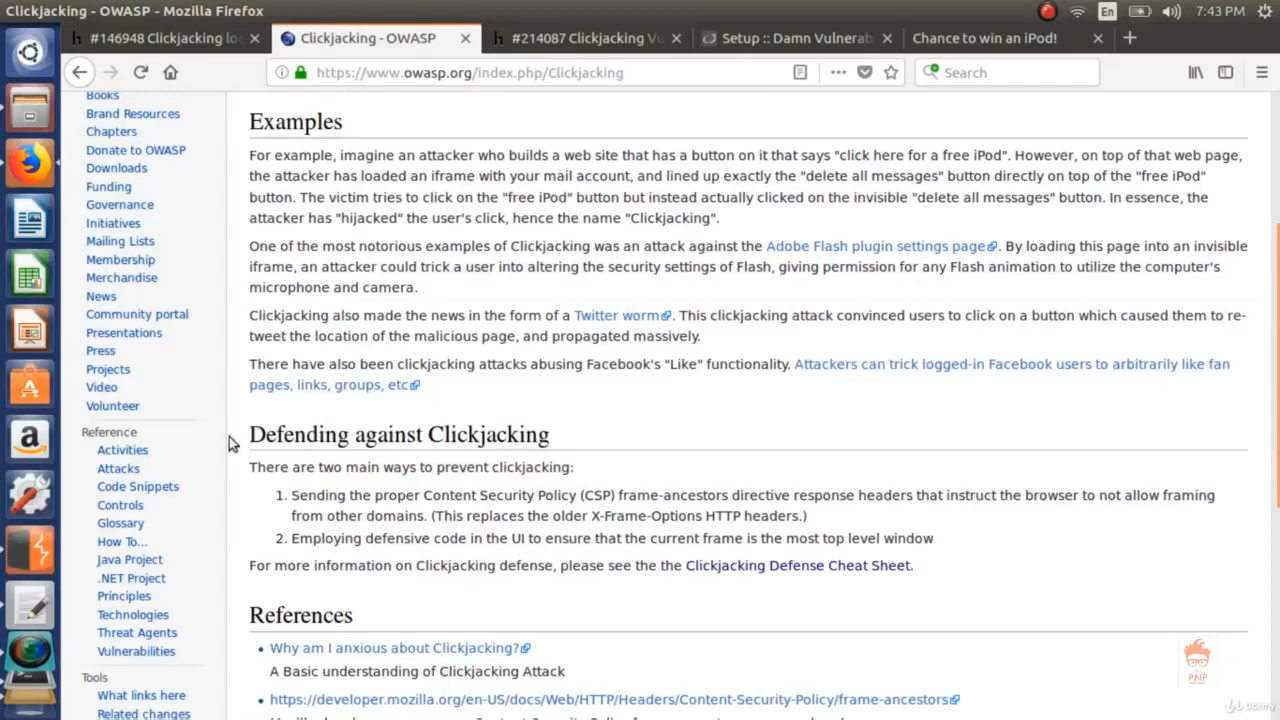 Clickjacking - OWASP - Mozilla Firefox
En
7:43 PM
#146948 Clickjacking lo
Clickjacking - OWASP
#214087 Clickjacking Vu
Setup :: Damn Vulnerab
Chance to win an iPod!
https://www.owasp.org/index.php/Clickjacking
Search
Books
Brand Resources
Chapters
Donate to OWASP
Downloads
Funding
Governance
Initiatives
Mailing Lists
Membership
Merchandise
News
Community portal
Presentations
Press
Projects
Video
Volunteer
Reference
Activities
Attacks
Code Snippets
Controls
Glossary
How To...
Java Project
.NET Project
Principles
Technologies
Threat Agents
Vulnerabilities
Tools
What links here
Related changes
Examples
For example, imagine an attacker who builds a web site that has a button on it that says "click here for a free iPod". However, on top of that web page,
the attacker has loaded an iframe with your mail account, and lined up exactly the "delete all messages" button directly on top of the "free iPod"
button. The victim tries to click on the "free iPod" button but instead actually clicked on the invisible "delete all messages" button. In essence, the
attacker has "hijacked" the user's click, hence the name "Clickjacking".
One of the most notorious examples of Clickjacking was an attack against the Adobe Flash plugin settings page. By loading this page into an invisible
iframe, an attacker could trick a user into altering the security settings of Flash, giving permission for any Flash animation to utilize the computer's
microphone and camera.
Clickjacking also made the news in the form of a Twitter worm. This clickjacking attack convinced users to click on a button which caused them to re-
tweet the location of the malicious page, and propagated massively.
There have also been clickjacking attacks abusing Facebook's "Like" functionality. Attackers can trick logged-in Facebook users to arbitrarily like fan
pages, links, groups, etc
Defending against Clickjacking
There are two main ways to prevent clickjacking:
1. Sending the proper Content Security Policy (CSP) frame-ancestors directive response headers that instruct the browser to not allow framing
from other domains. (This replaces the older X-Frame-Options HTTP headers.)
2. Employing defensive code in the UI to ensure that the current frame is the most top level window
For more information on Clickjacking defense, please see the the Clickjacking Defense Cheat Sheet.
References
Why am I anxious about Clickjacking?
A Basic understanding of Clickjacking Attack
https://developer.mozilla.org/en-US/docs/Web/HTTP/Headers/Content-Security-Policy/frame-ancestors
PNP
Udemy